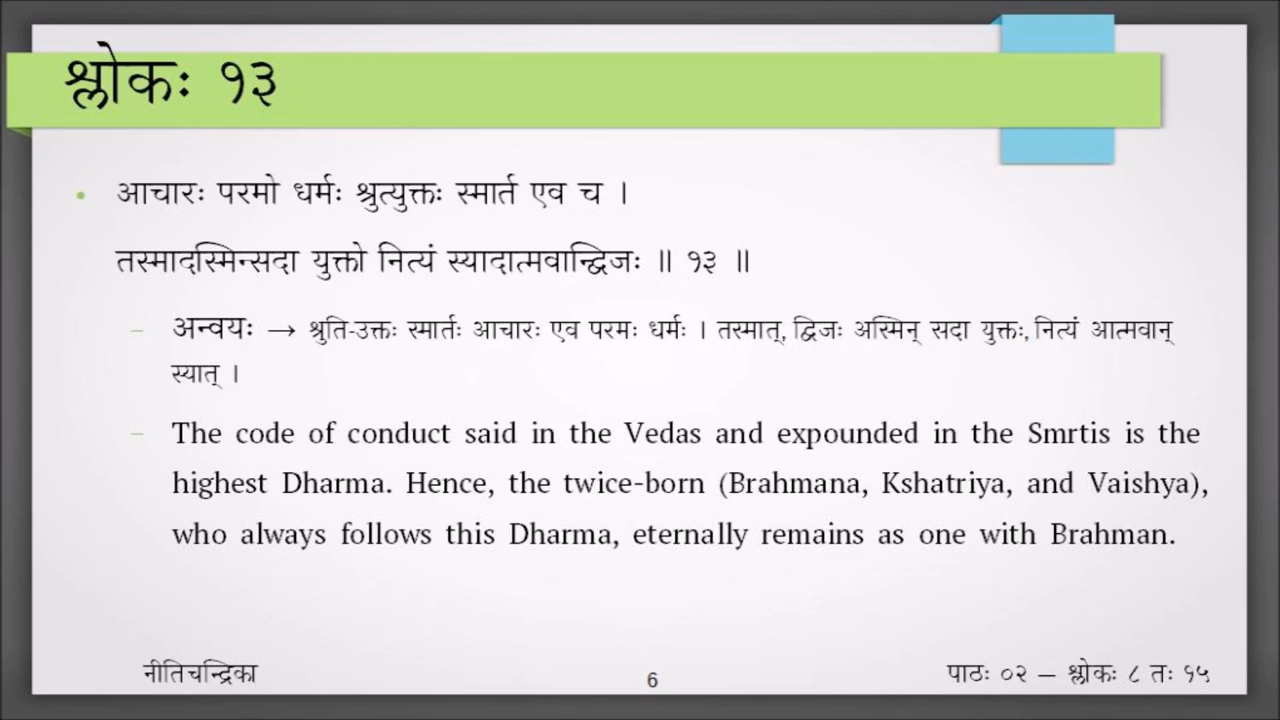 श्लोकः १३
• आचारः परमो धर्मः श्रुत्युक्तः स्मार्त एव च ।
तस्मादस्मिन्सदा युक्तो नित्यं स्यादात्मवान्द्विजः ॥ १३ ॥
– अन्वयः → श्रुति-उक्तः स्मार्तः आचारः एव परमः धर्मः । तस्मात्, द्विजः अस्मिन् सदा युक्तः, नित्यं आत्मवान्
स्यात् ।
– The code of conduct said in the Vedas and expounded in the Smrtis is the
highest Dharma. Hence, the twice-born (Brahmana, Kshatriya, and Vaishya),
who always follows this Dharma, eternally remains as one with Brahman.
नीतिचन्द्रिका
6
पाठः ०२ – श्लोकः ८ तः १५